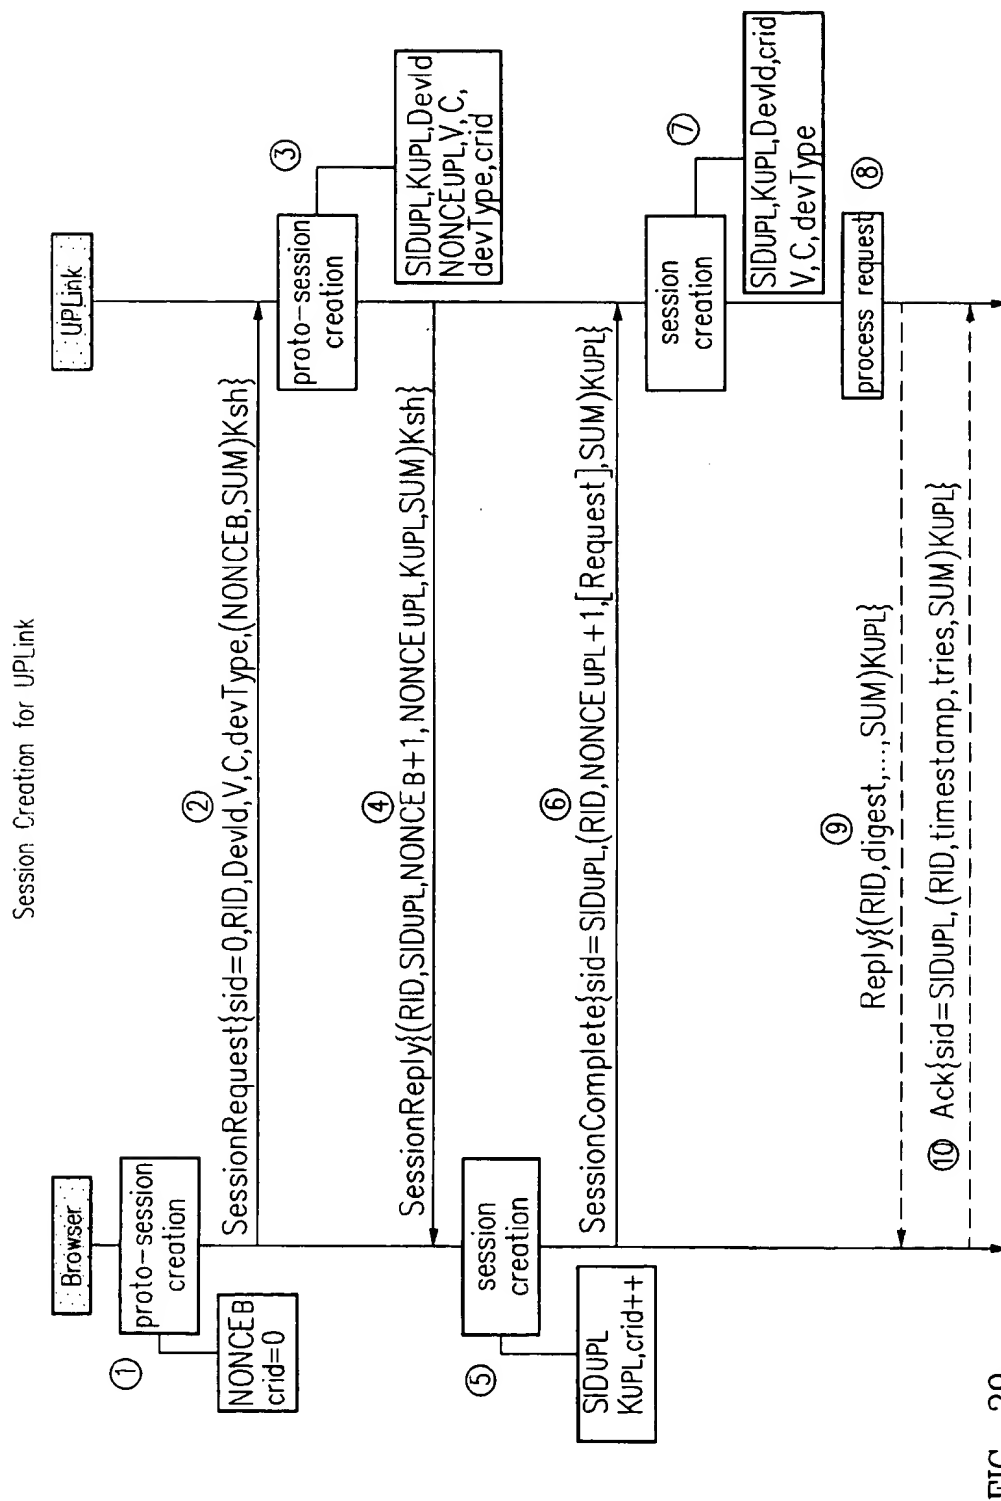 Session Creation for UPLink
Browser
UPLink
①
proto-session
creation
NONCEB
crid=0
②
SessionRequest{sid=0,RID,DevId,V,C,devType,(NONCEB,SUM)Ksh}
③
proto-session
creation
SIDUPL,KUPL,DevId
NONCEUPL,V,C,
devType,crid
④
SessionReply{(RID,SIDUPL,NONCEB+1,NONCEUPL,KUPL,SUM)Ksh}
⑤
session
creation
SIDUPL
KUPL,crid++
⑥
SessionComplete{sid=SIDUPL,(RID,NONCEUPL+1,[Request],SUM)KUPL}
⑦
session
creation
SIDUPL,KUPL,DevId,crid
V,C,devType
⑧
process request
⑨
Reply{(RID,digest,...,SUM)KUPL}
⑩ Ack{sid=SIDUPL,(RID,timestamp,tries,SUM)KUPL}